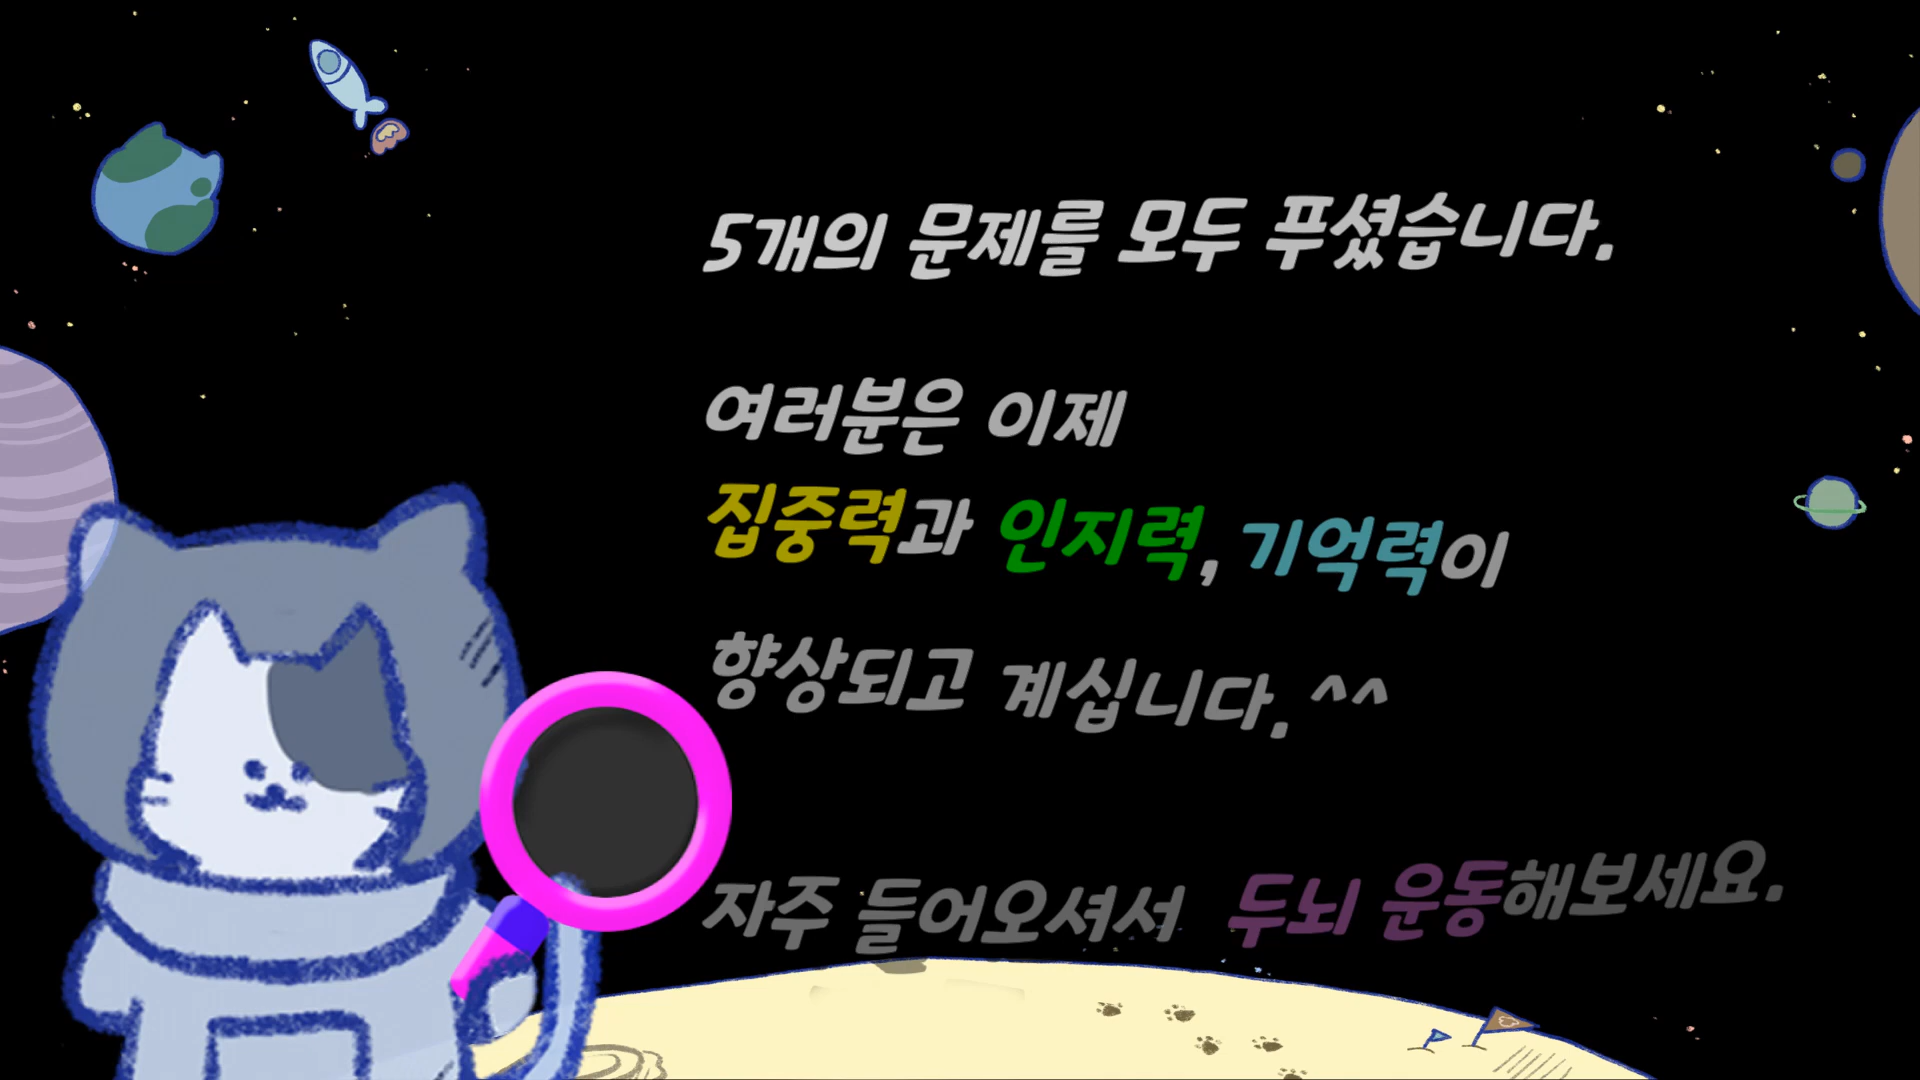 5개의 문제를 모두 푸셨습니다.
여러분은 이제
집중력과 인지력, 기억력이
향상되고 계십니다.^^
자주 들어오셔서 두뇌 운동해보세요.